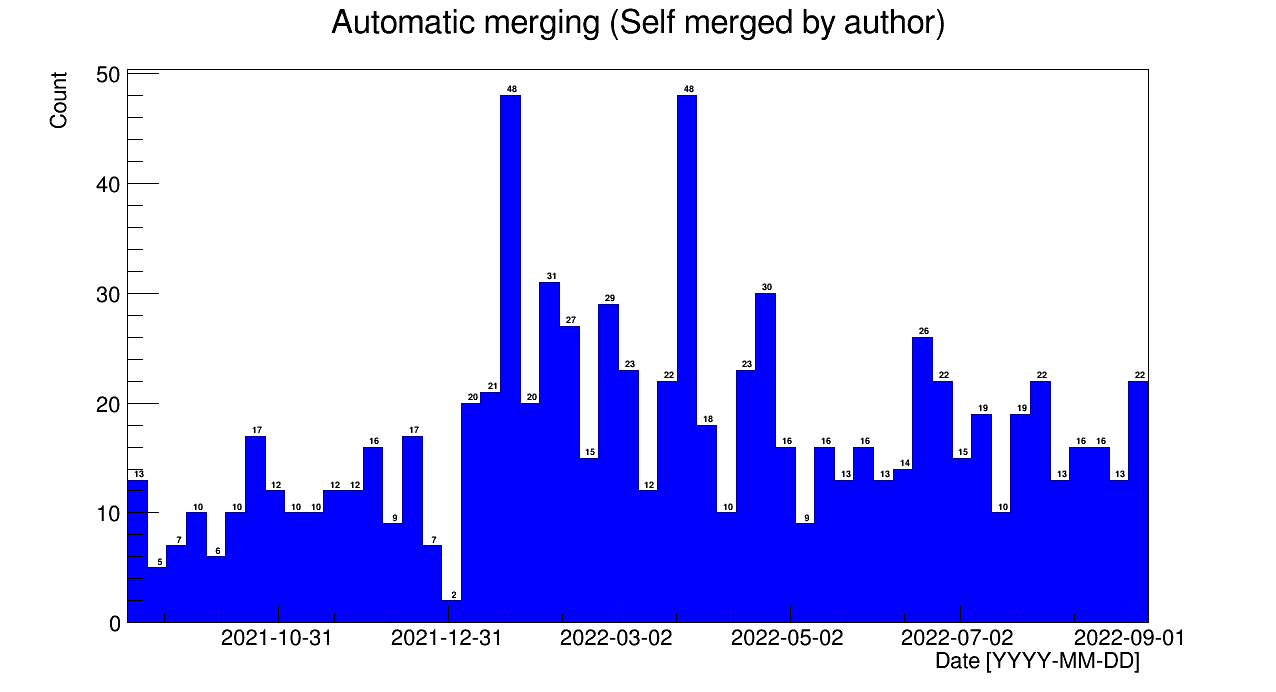 Automatic merging (Self merged by author)
Count
50
40
30
20
10
0
13 5 7 10 6 10 17 12 10 10 12 12 16 9 17 7 2 20 21 48 20 31 27 15 29 23 12 22 48 18 10 23 30 16 9 16 13 16 13 14 26 22 15 19 10 19 22 13 16 16 13 22
2021-10-31 2021-12-31 2022-03-02 2022-05-02 2022-07-02 2022-09-01
Date [YYYY-MM-DD]